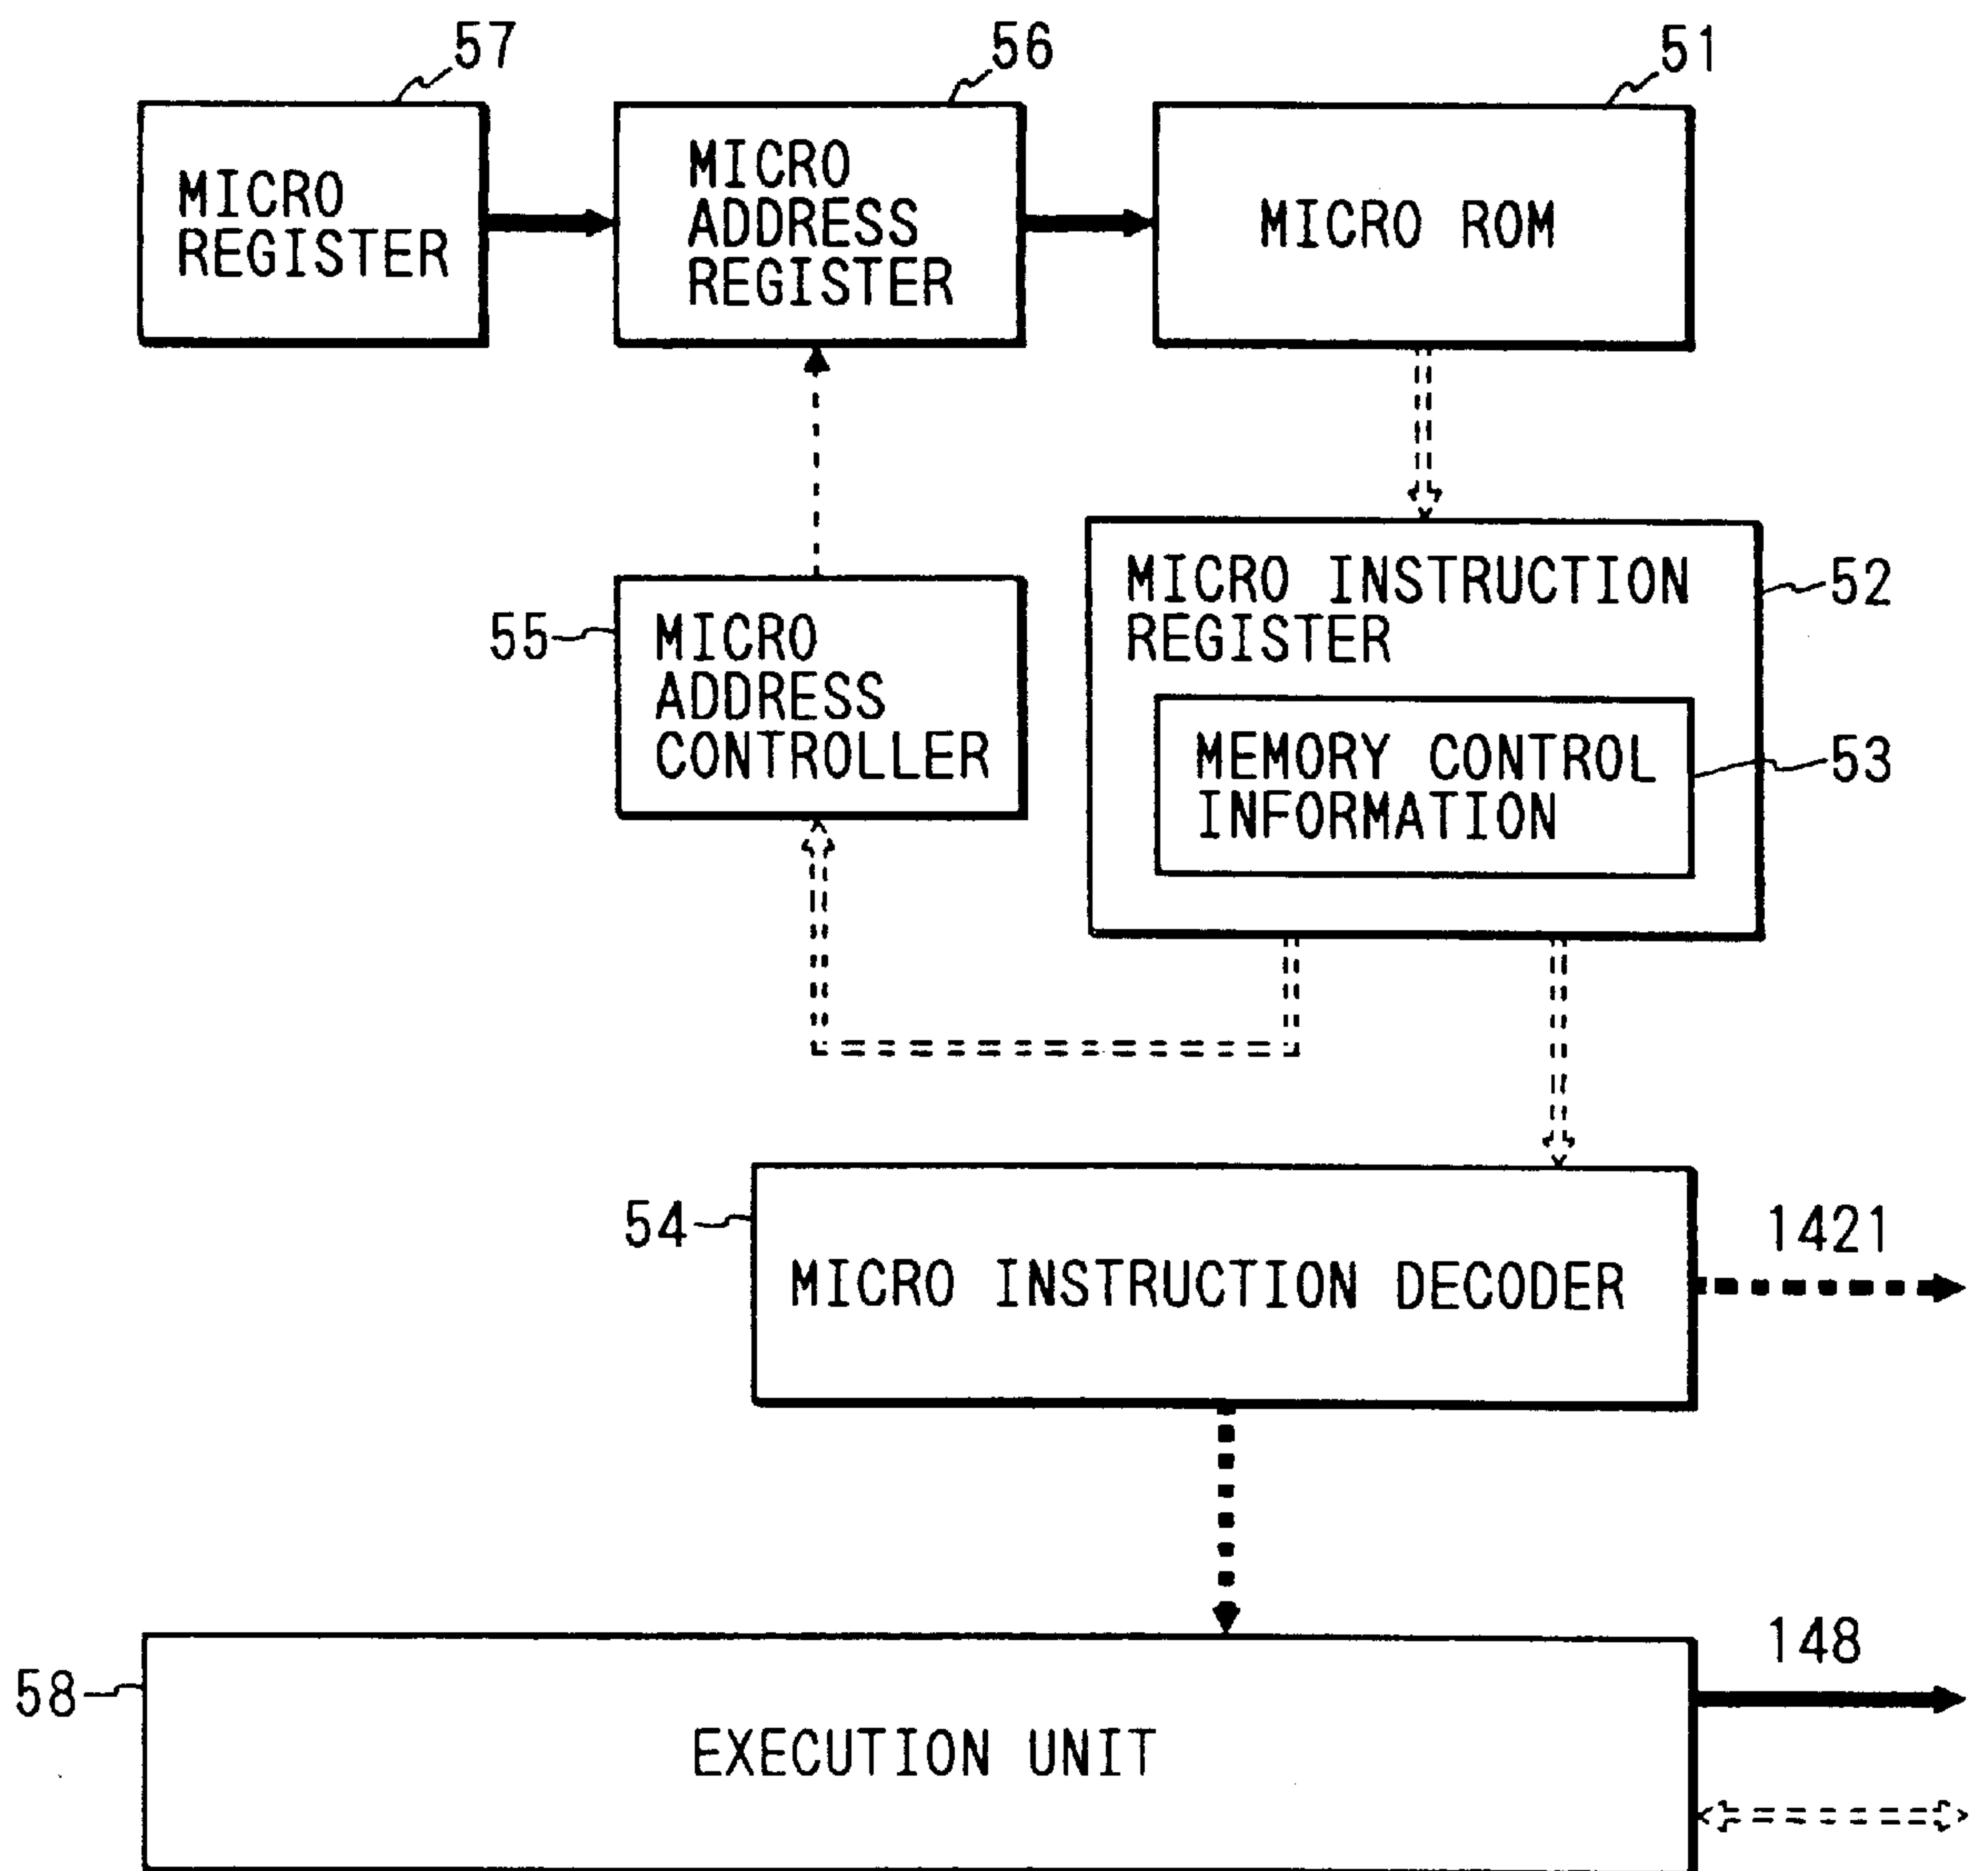 57
56
51
MICRO
REGISTER
MICRO
ADDRESS
REGISTER
MICRO ROM
MICRO INSTRUCTION
REGISTER
52
55
MICRO
ADDRESS
CONTROLLER
MEMORY CONTROL
INFORMATION
53
54
MICRO INSTRUCTION DECODER
1421
58
EXECUTION UNIT
148